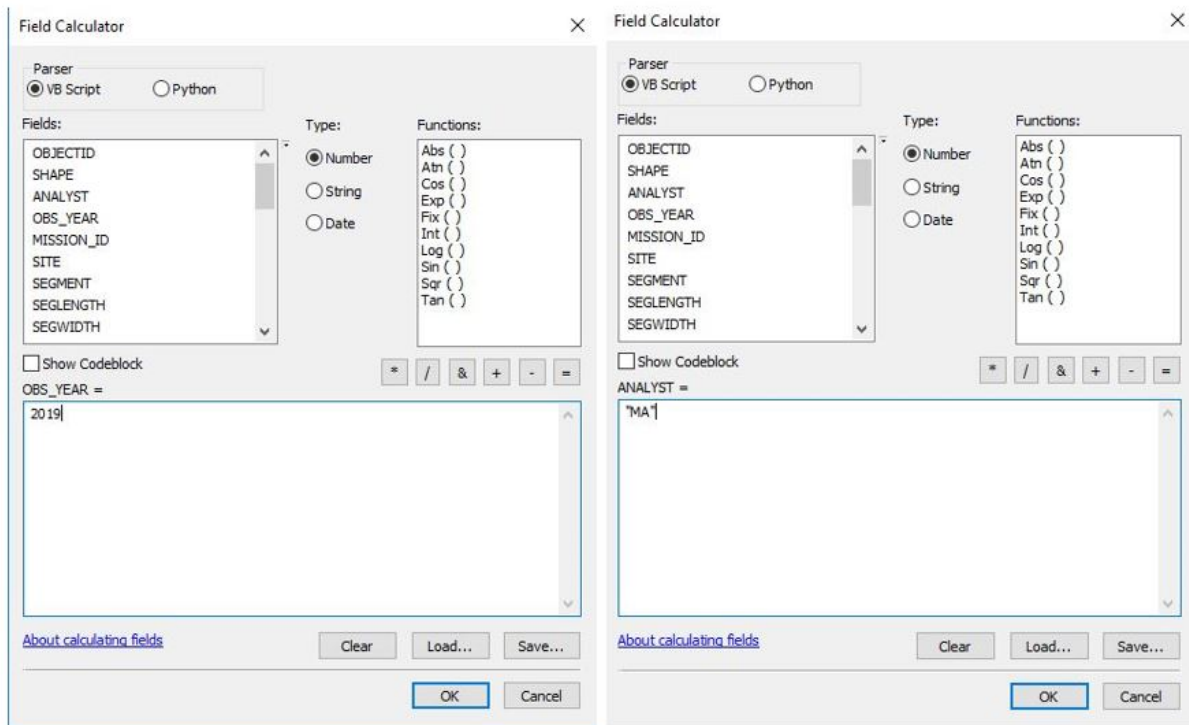 Field Calculator
Parser
VB Script Python
Fields:
Type:
Functions:
OBJECTID
SHAPE
ANALYST
OBS_YEAR
MISSION_ID
SITE
SEGMENT
SEGLENGTH
SEGWIDTH
Number
String
Date
Abs ( )
Atn ( )
Cos ( )
Exp ( )
Fix ( )
Int ( )
Log ( )
Sin ( )
Sqr ( )
Tan ( )
Show Codeblock
* / & + - =
OBS_YEAR =
2019
About calculating fields
Clear Load... Save...
OK Cancel
Field Calculator
Parser
VB Script Python
Fields:
Type:
Functions:
OBJECTID
SHAPE
ANALYST
OBS_YEAR
MISSION_ID
SITE
SEGMENT
SEGLENGTH
SEGWIDTH
Number
String
Date
Abs ( )
Atn ( )
Cos ( )
Exp ( )
Fix ( )
Int ( )
Log ( )
Sin ( )
Sqr ( )
Tan ( )
Show Codeblock
* / & + - =
ANALYST =
"MA"
About calculating fields
Clear Load... Save...
OK Cancel